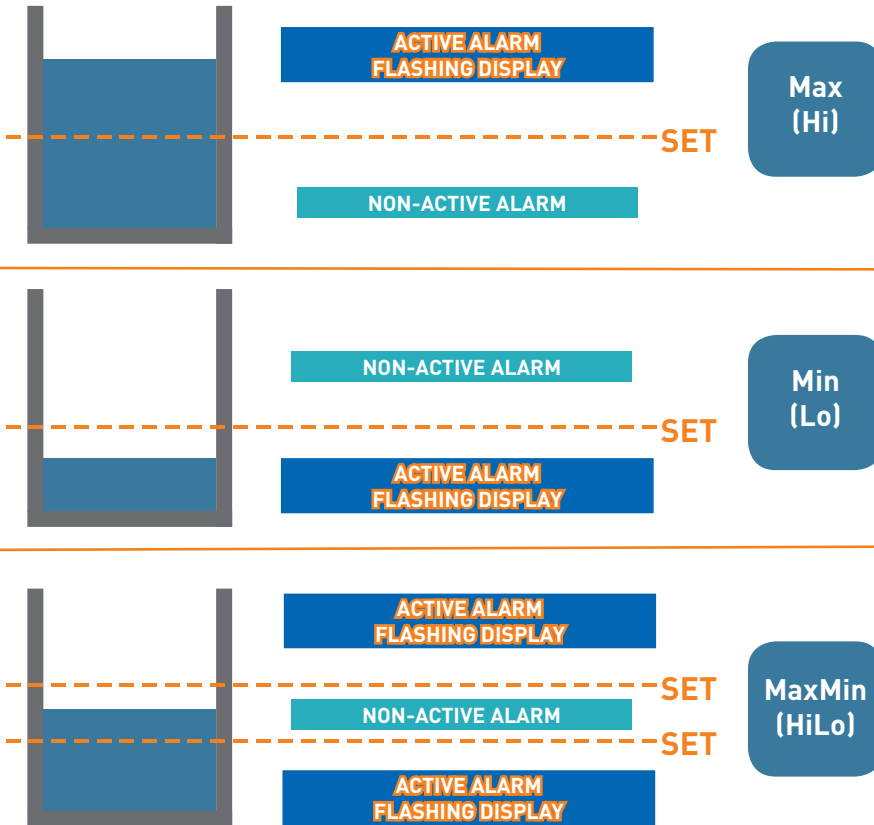 ACTIVE ALARM
FLASHING DISPLAY
Max
(Hi)
SET
NON-ACTIVE ALARM
NON-ACTIVE ALARM
Min
(Lo)
SET
ACTIVE ALARM
FLASHING DISPLAY
ACTIVE ALARM
FLASHING DISPLAY
SET
MaxMin
(HiLo)
NON-ACTIVE ALARM
SET
ACTIVE ALARM
FLASHING DISPLAY